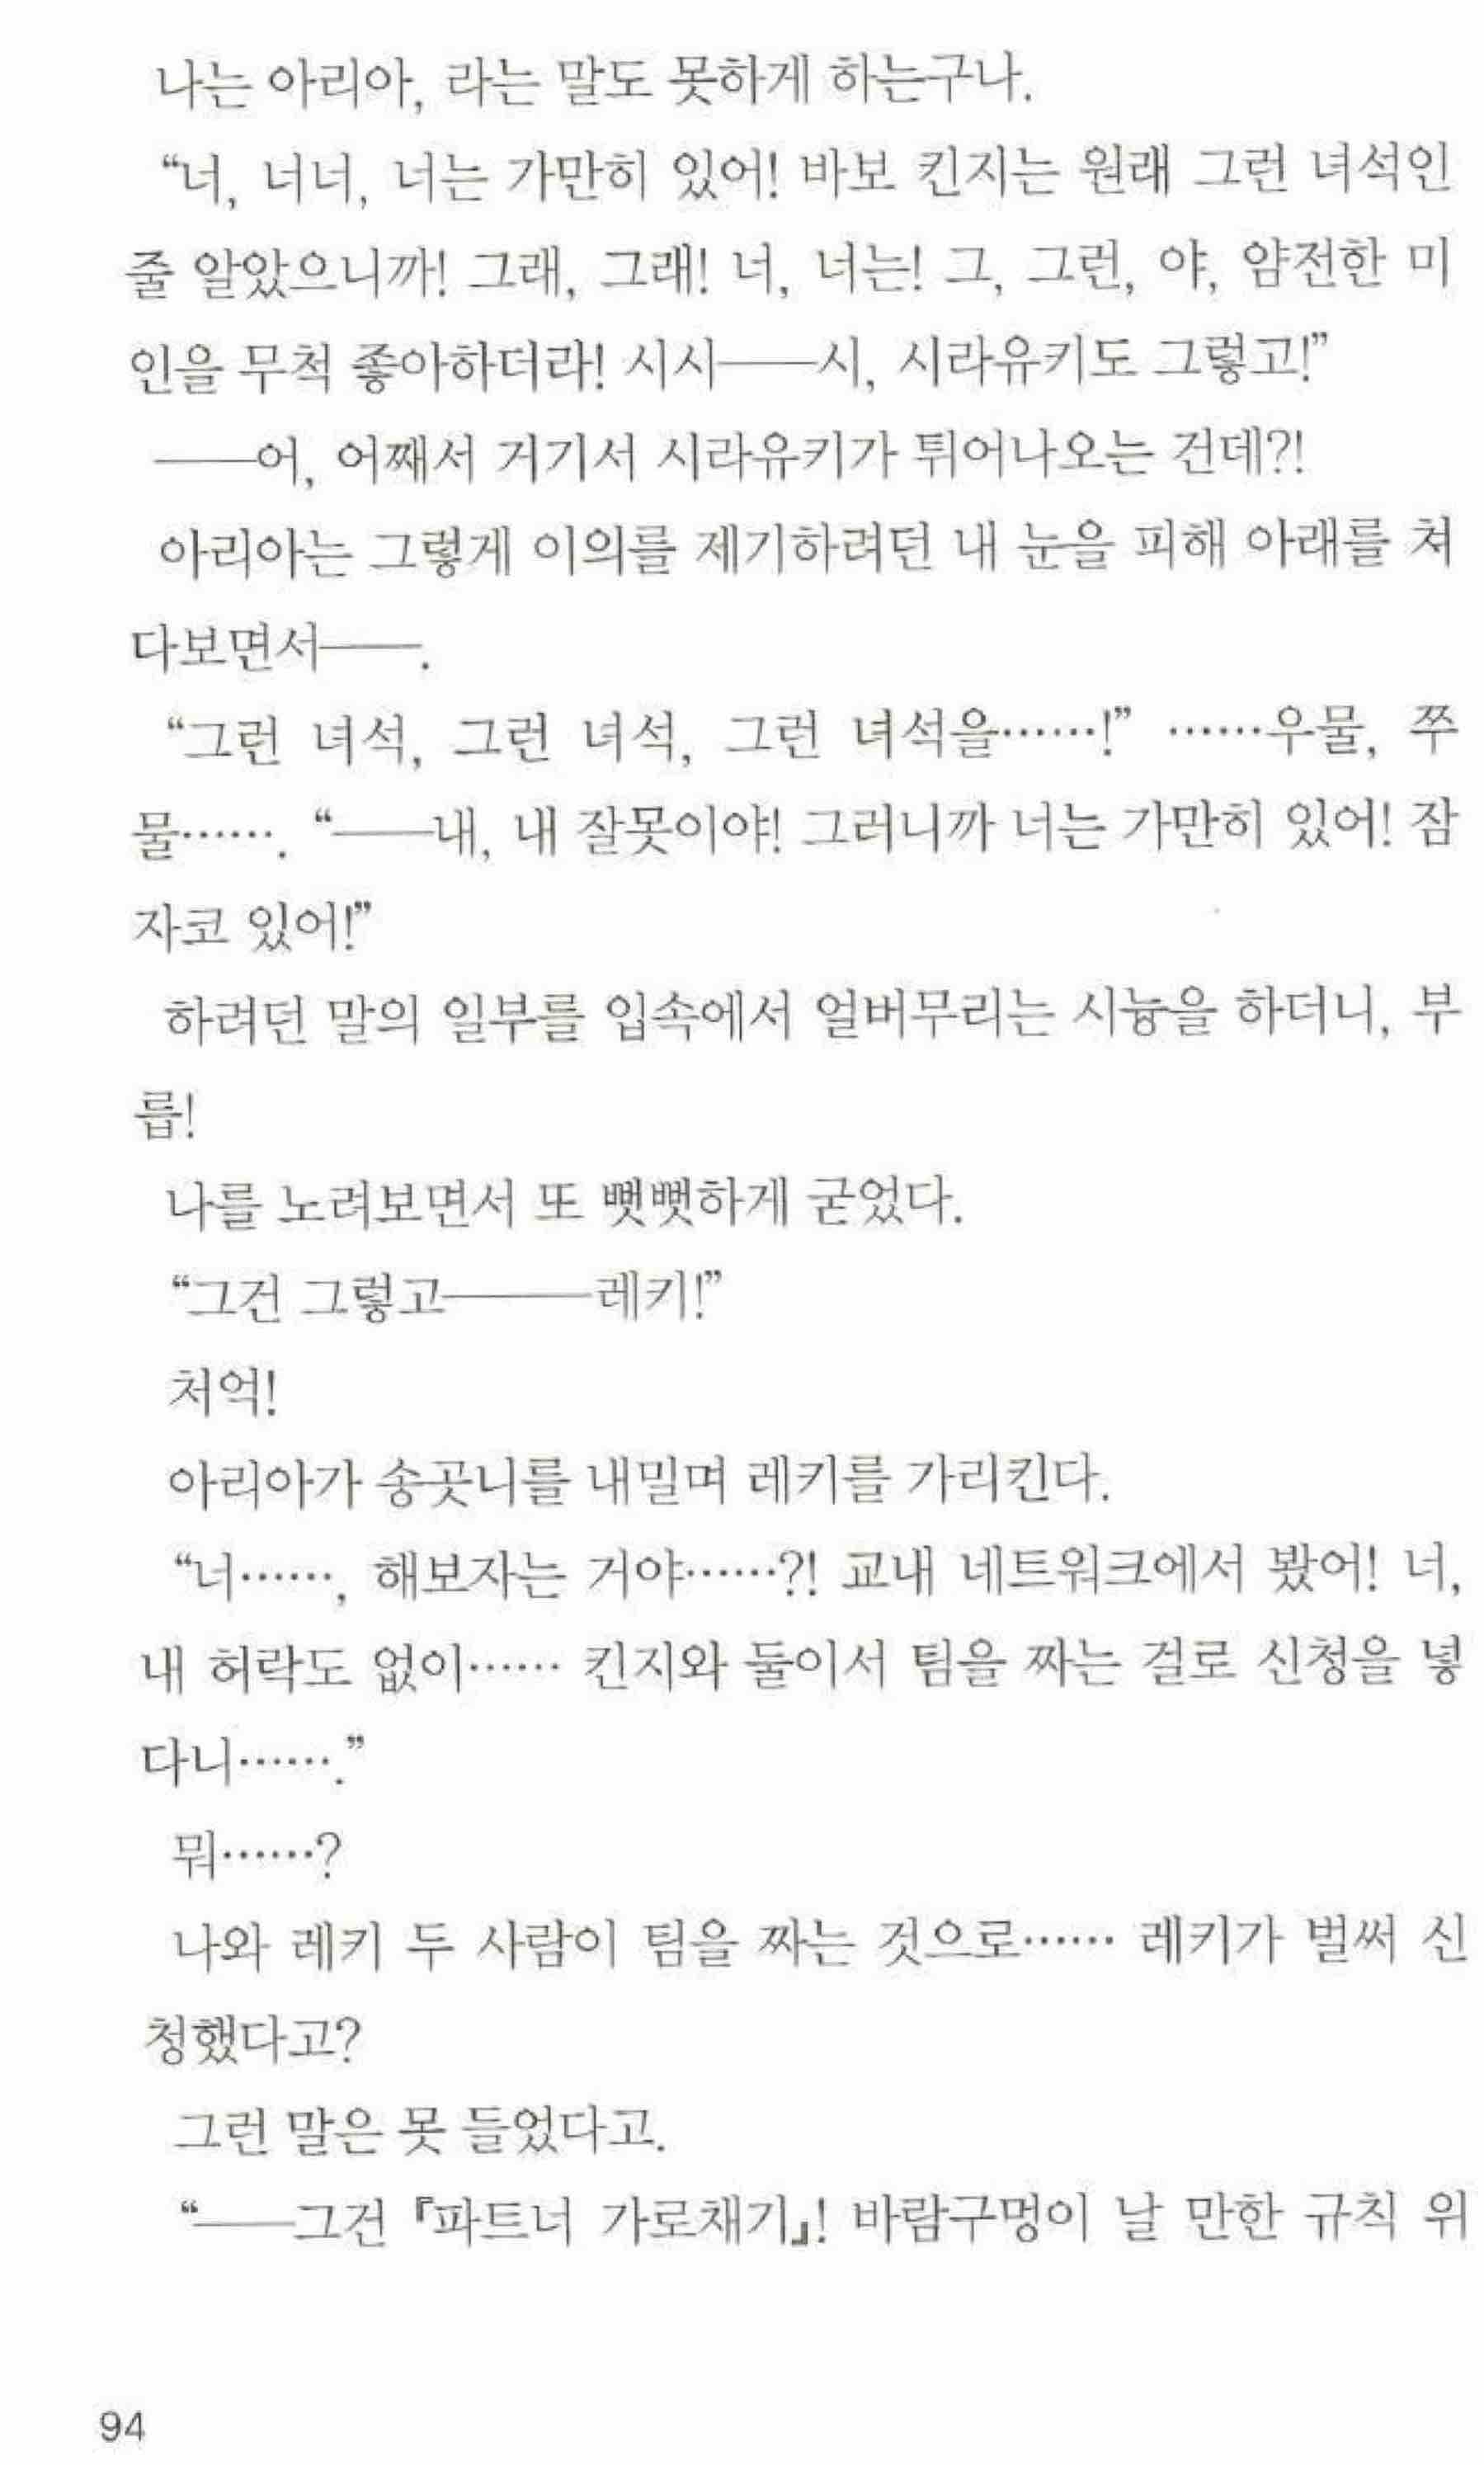 나는 아리아, 라는 말도 못하게 하는구나.
“너, 너너, 너는 가만히 있어! 바보 킨지는 원래 그런 녀석인
줄 알았으니까! 그래, 그래! 너, 너는! 그, 그런, 야, 얌전한 미
인을 무척 좋아하더라! 시시――시, 시라유키도 그렇고!”
――어, 어째서 거기서 시라유키가 튀어나오는 건데?!
아리아는 그렇게 이의를 제기하려던 내 눈을 피해 아래를 쳐
다보면서――.
“그런 녀석, 그런 녀석, 그런 녀석을……!” ……우물, 쭈
물……. “――내, 내 잘못이야! 그러니까 너는 가만히 있어! 잠
자코 있어!”
하려던 말의 일부를 입속에서 얼버무리는 시늉을 하더니, 부
릅!
나를 노려보면서 또 뻣뻣하게 굳었다.
“그건 그렇고―――레키!”
처억!
아리아가 송곳니를 내밀며 레키를 가리킨다.
“너……, 해보자는 거야……?! 교내 네트워크에서 봤어! 너,
내 허락도 없이…… 킨지와 둘이서 팀을 짜는 걸로 신청을 넣
다니…….”
뭐……?
나와 레키 두 사람이 팀을 짜는 것으로…… 레키가 벌써 신
청했다고?
그런 말은 못 들었다고.
“――그건 『파트너 가로채기』! 바람구멍이 날 만한 규칙 위
94